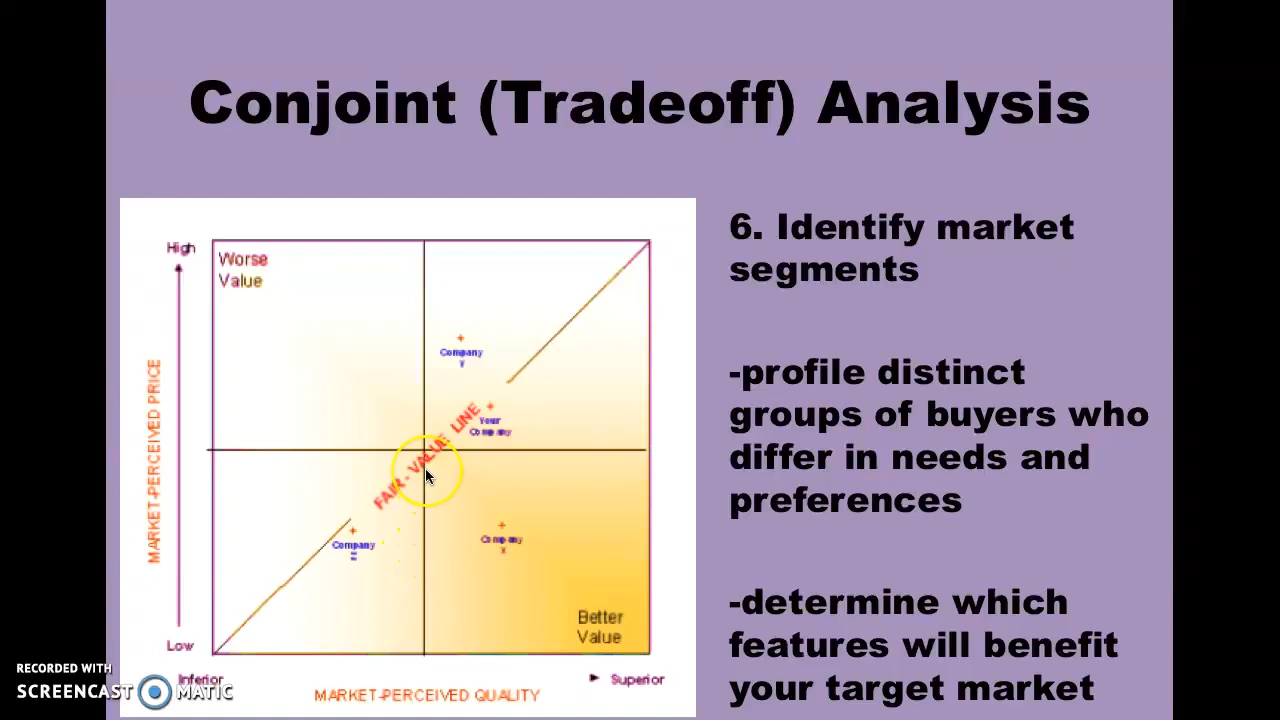 Conjoint (Tradeoff) Analysis
6. Identify market
segments
-profile distinct
groups of buyers who
differ in needs and
preferences
-determine which
features will benefit
your target market
High
Worse
Value
MARKET-PERCEIVED PRICE
Company
Y
FAIR-VALUE LINE
Your
Company
Company
Z
Company
X
Better
Value
Low
Inferior
Superior
MARKET-PERCEIVED QUALITY
RECORDED WITH
SCREENCAST MATIC